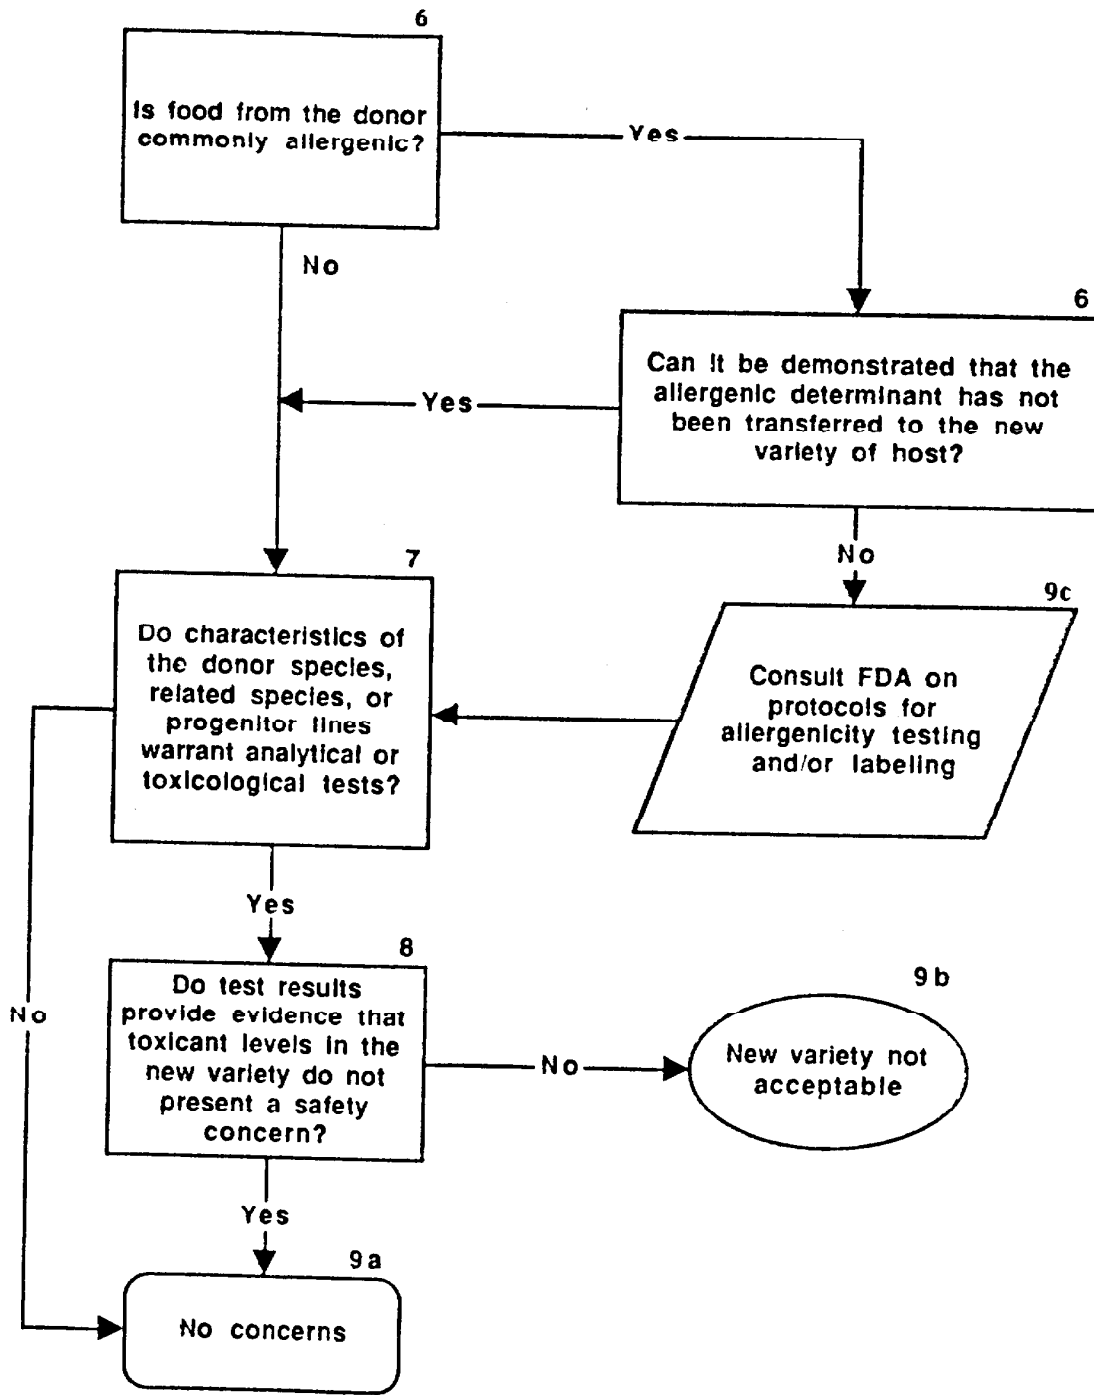 6
Is food from the donor
commonly allergenic?
Yes
No
6
Can it be demonstrated that the
allergenic determinant has not
been transferred to the new
variety of host?
Yes
No
7
Do characteristics of
the donor species,
related species, or
progenitor lines
warrant analytical or
toxicological tests?
9c
Consult FDA on
protocols for
allergenicity testing
and/or labeling
Yes
No
8
Do test results
provide evidence that
toxicant levels in the
new variety do not
present a safety
concern?
No
9b
New variety not
acceptable
Yes
9a
No concerns